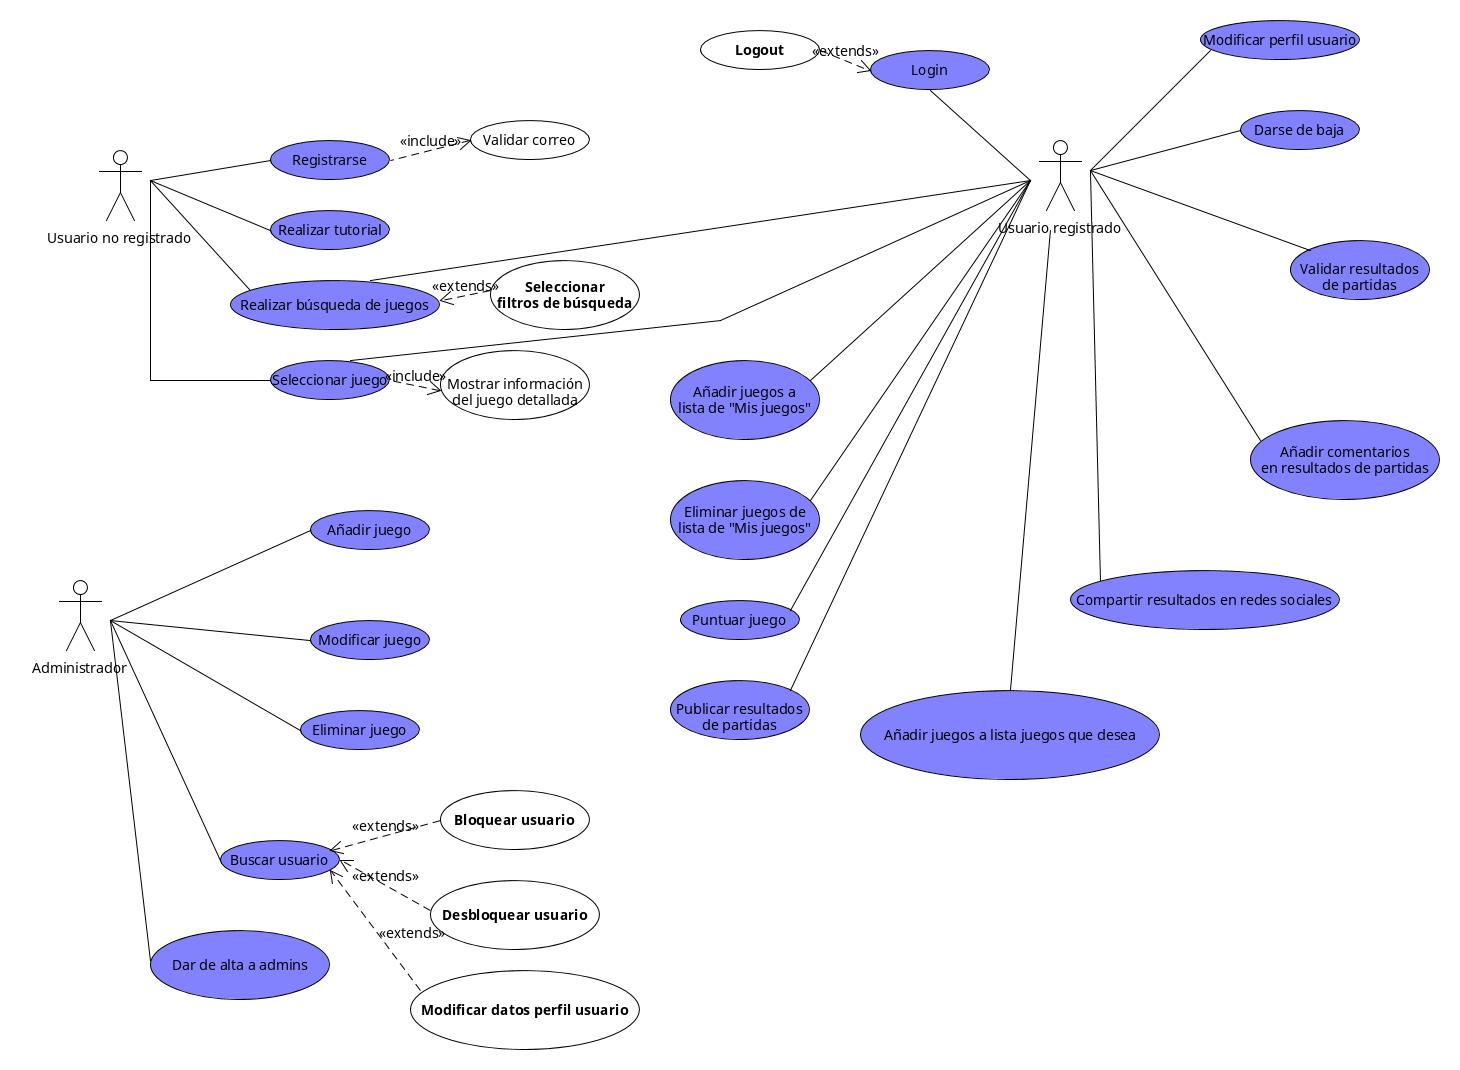 Logout
«extends»
Login
Modificar perfil usuario
Darse de baja
Usuario registrado
Validar resultados
de partidas
Usuario no registrado
Registrarse
«include»
Validar correo
Realizar tutorial
Realizar búsqueda de juegos
«extends»
Seleccionar
filtros de búsqueda
Seleccionar juego
«include»
Mostrar información
del juego detallada
Añadir juegos a
lista de "Mis juegos"
Añadir comentarios
en resultados de partidas
Eliminar juegos de
lista de "Mis juegos"
Compartir resultados en redes sociales
Puntuar juego
Publicar resultados
de partidas
Añadir juegos a lista juegos que desea
Administrador
Añadir juego
Modificar juego
Eliminar juego
Buscar usuario
«extends»
Bloquear usuario
«extends»
Desbloquear usuario
«extends»
Modificar datos perfil usuario
Dar de alta a admins